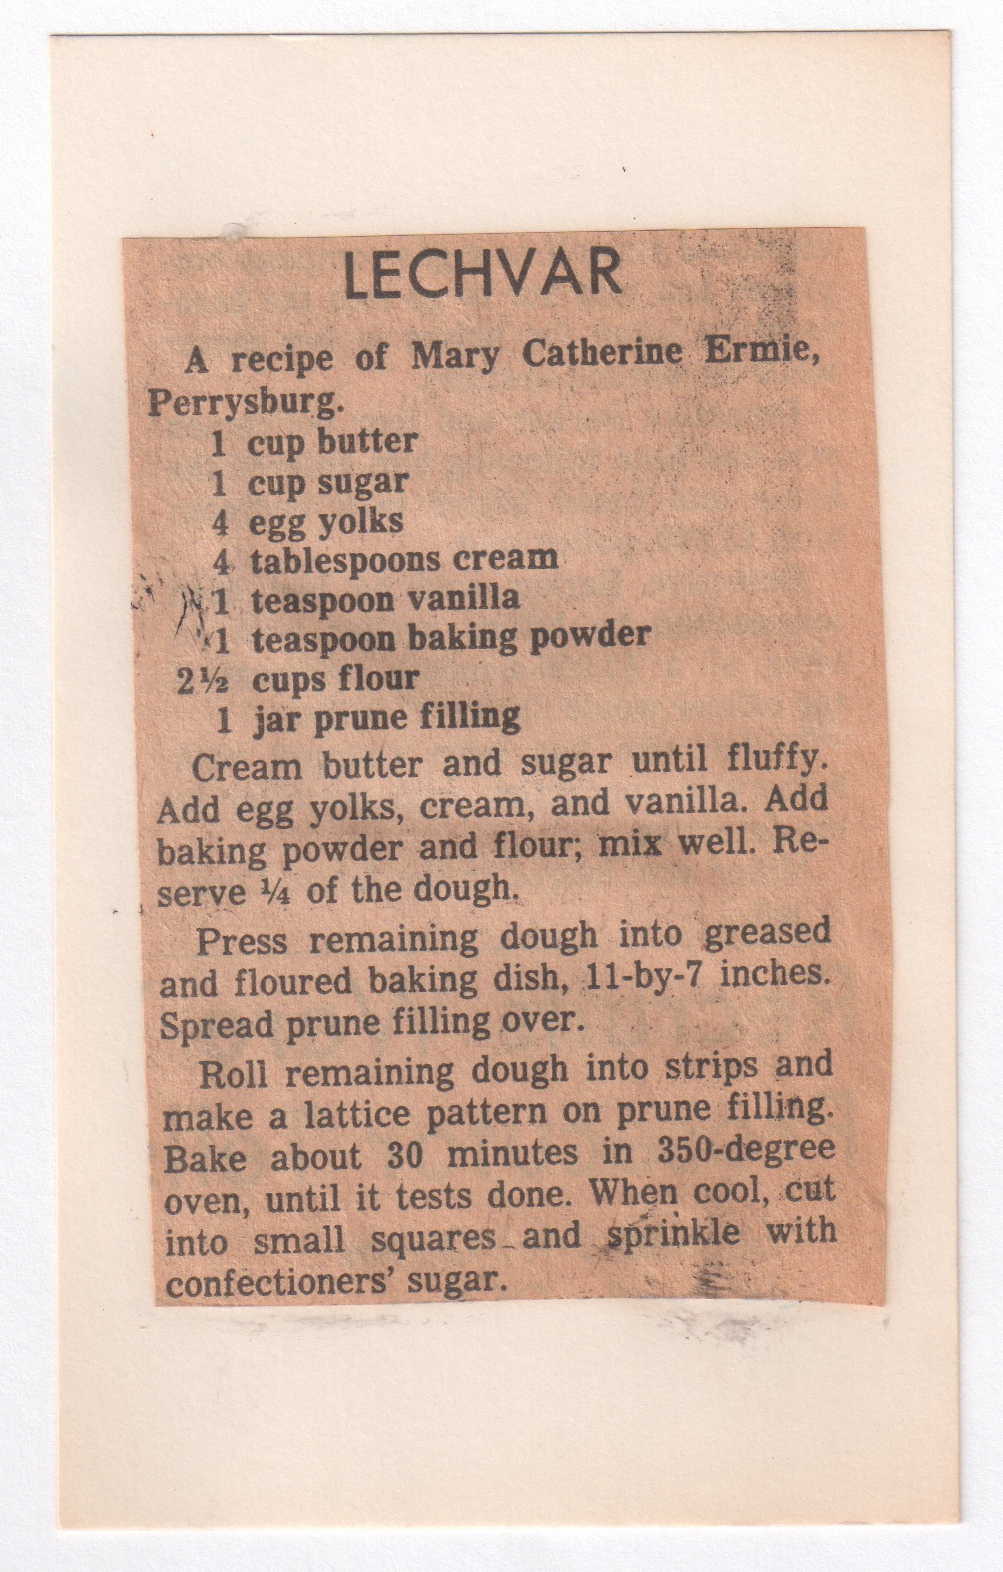 LECHVAR
A recipe of Mary Catherine Ermie,
Perrysburg.
1 cup butter
1 cup sugar
4 egg yolks
4 tablespoons cream
1 teaspoon vanilla
1 teaspoon baking powder
2½ cups flour
1 jar prune filling
Cream butter and sugar until fluffy.
Add egg yolks, cream, and vanilla. Add
baking powder and flour; mix well. Re-
serve ¼ of the dough.
Press remaining dough into greased
and floured baking dish, 11-by-7 inches.
Spread prune filling over.
Roll remaining dough into strips and
make a lattice pattern on prune filling.
Bake about 30 minutes in 350-degree
oven, until it tests done. When cool, cut
into small squares and sprinkle with
confectioners’ sugar.